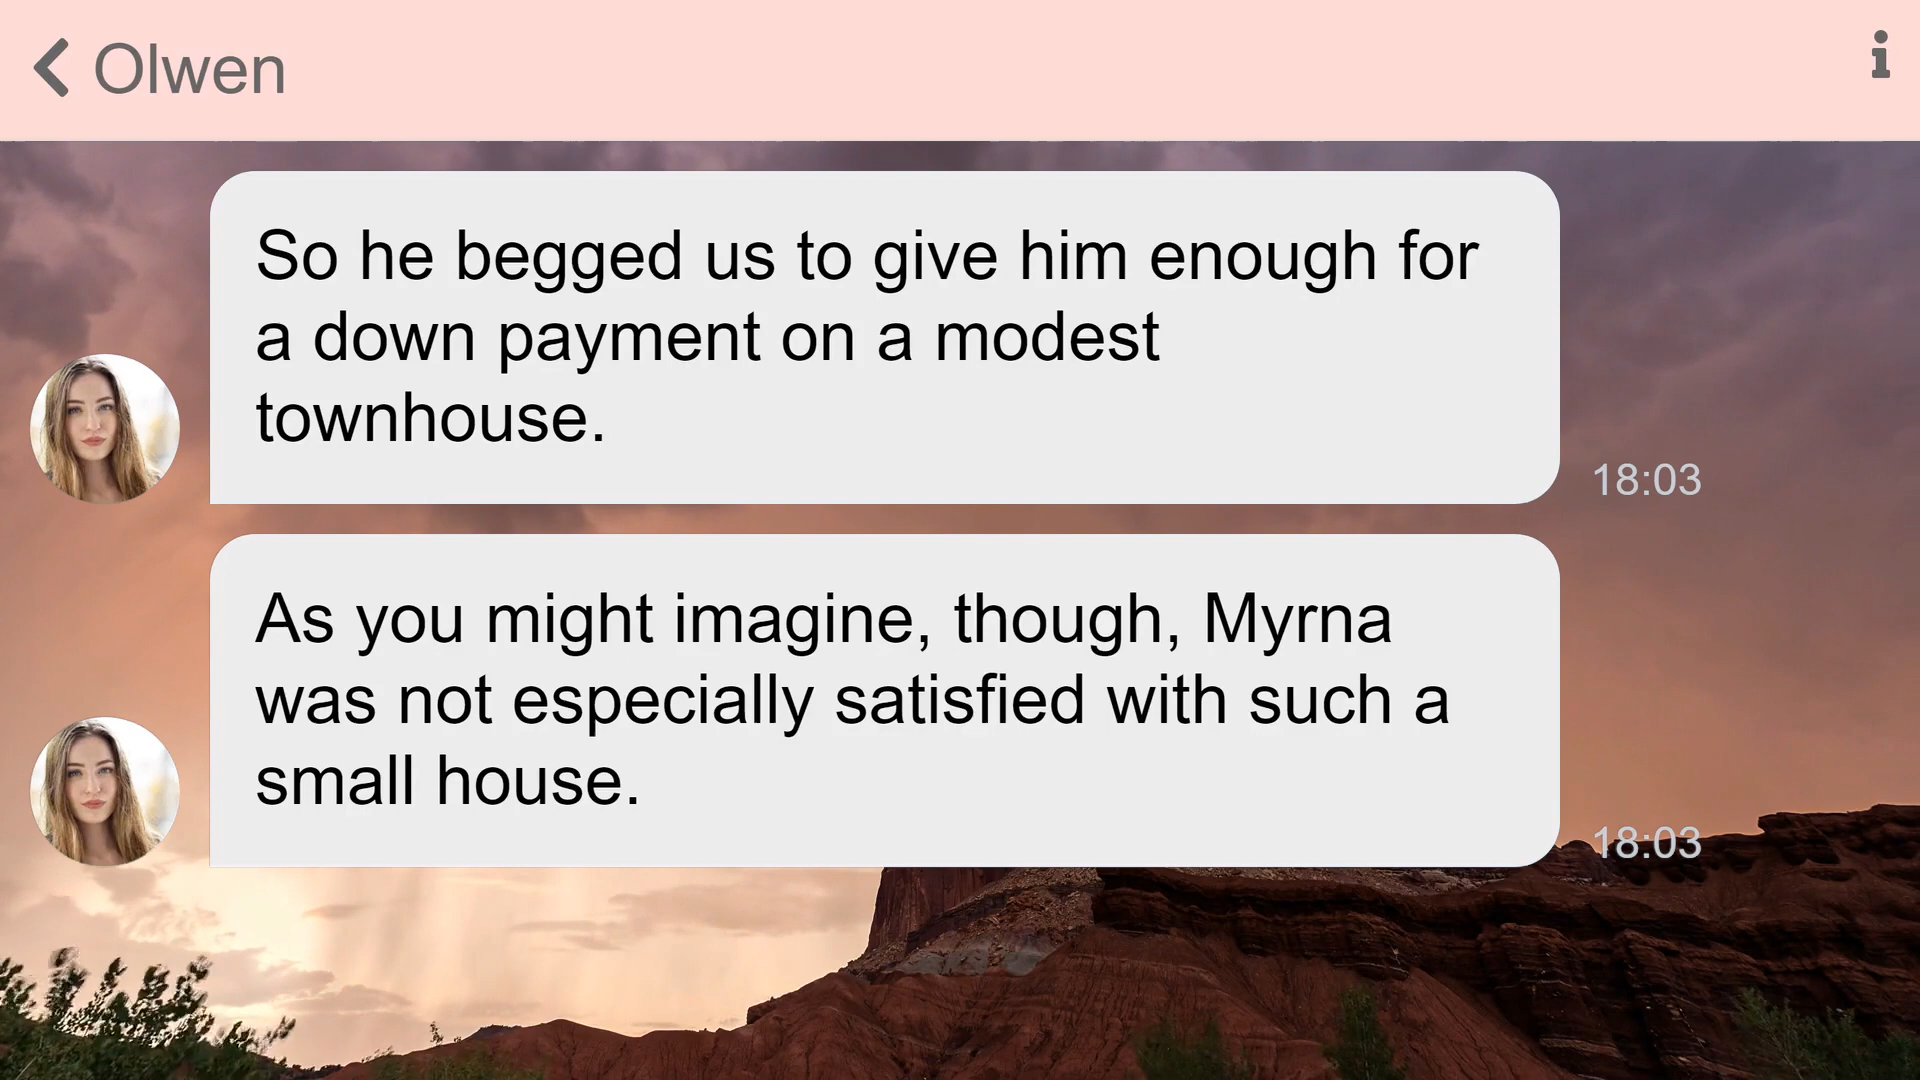 Olwen
So he begged us to give him enough for
a down payment on a modest
townhouse.
18:03
As you might imagine, though, Myrna
was not especially satisfied with such a
small house.
18:03